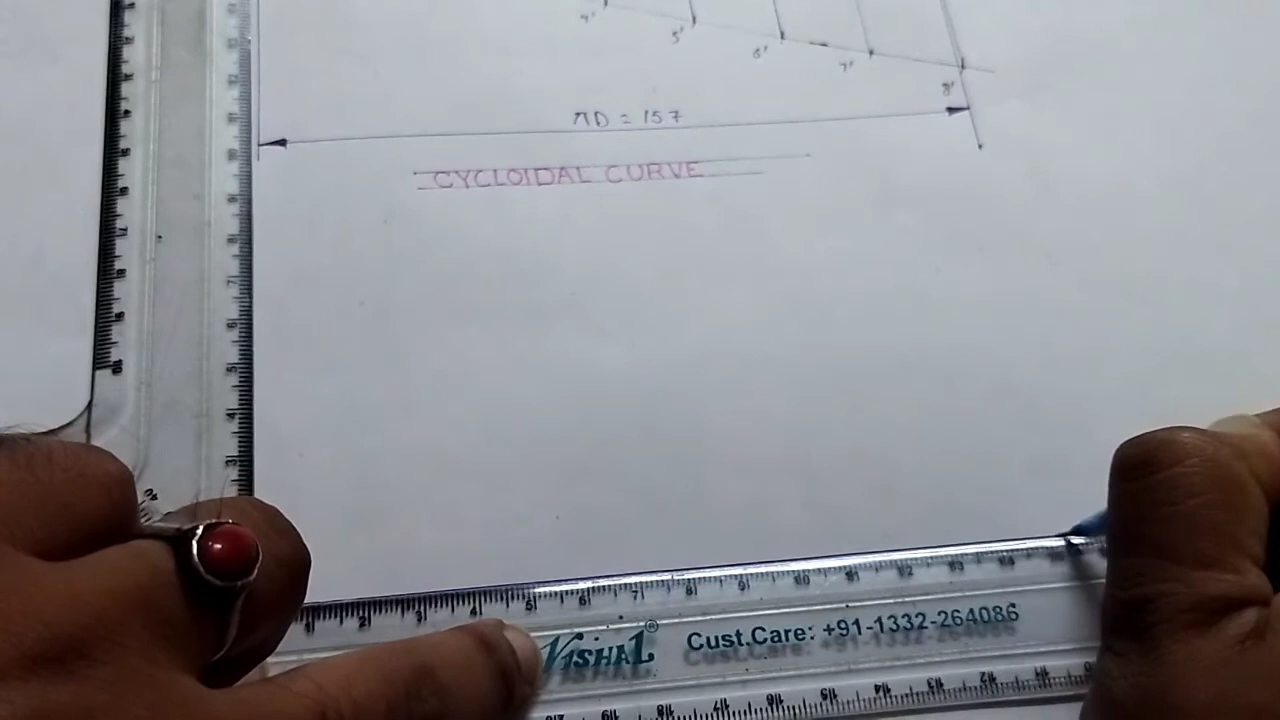 4' 5' 6' 7' 8'
πD = 157
CYCLOIDAL CURVE
VISHAL® Cust.Care: +91-1332-264086